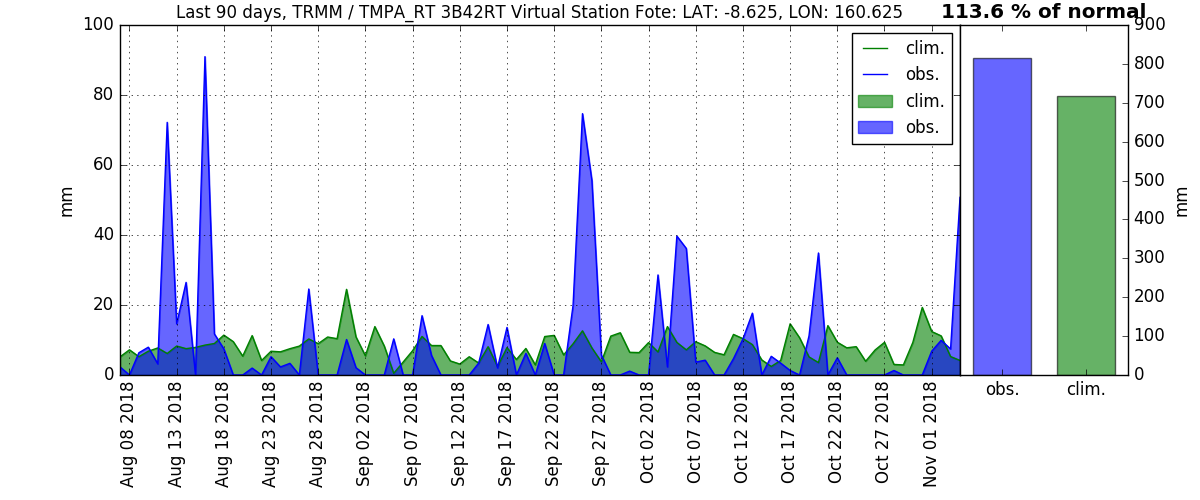 Last 90 days, TRMM / TMPA_RT 3B42RT Virtual Station Fote: LAT: -8.625, LON: 160.625
113.6 % of normal
100
80
60
40
20
0
mm
clim.
obs.
clim.
obs.
900
800
700
600
500
400
300
200
100
0
mm
Aug 08 2018
Aug 13 2018
Aug 18 2018
Aug 23 2018
Aug 28 2018
Sep 02 2018
Sep 07 2018
Sep 12 2018
Sep 17 2018
Sep 22 2018
Sep 27 2018
Oct 02 2018
Oct 07 2018
Oct 12 2018
Oct 17 2018
Oct 22 2018
Oct 27 2018
Nov 01 2018
obs.
clim.